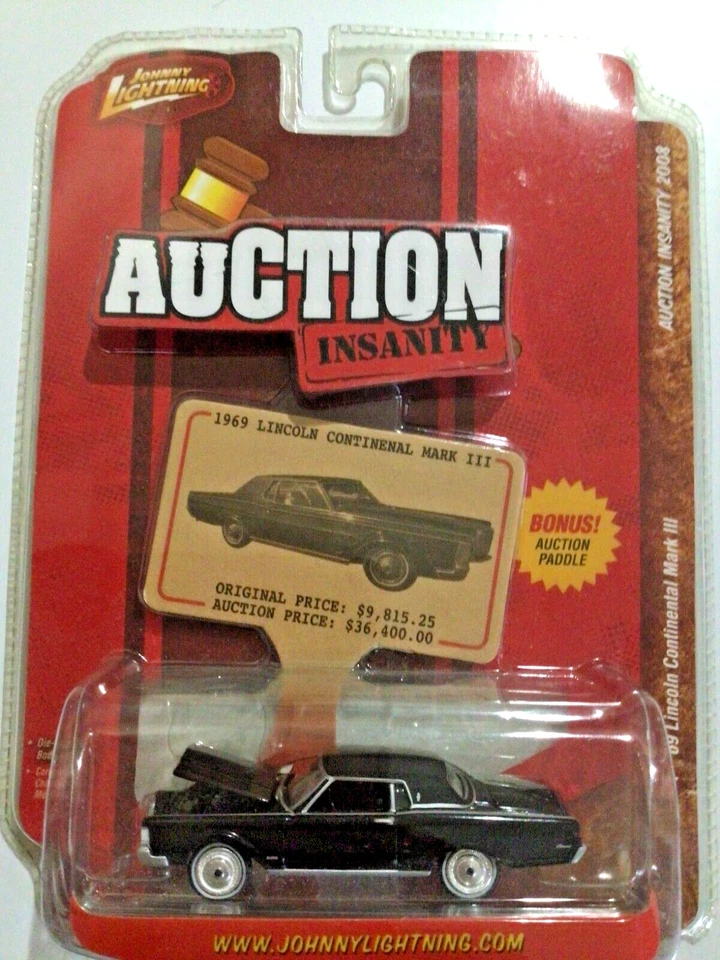 JOHNNY
LIGHTNING
AUCTION
INSANITY
1969 LINCOLN CONTINENAL MARK III
ORIGINAL PRICE: $9,815.25
AUCTION PRICE: $36,400.00
BONUS!
AUCTION
PADDLE
AUCTION INSANITY 2008
69 Lincoln Continental Mark III
WWW.JOHNNYLIGHTNING.COM